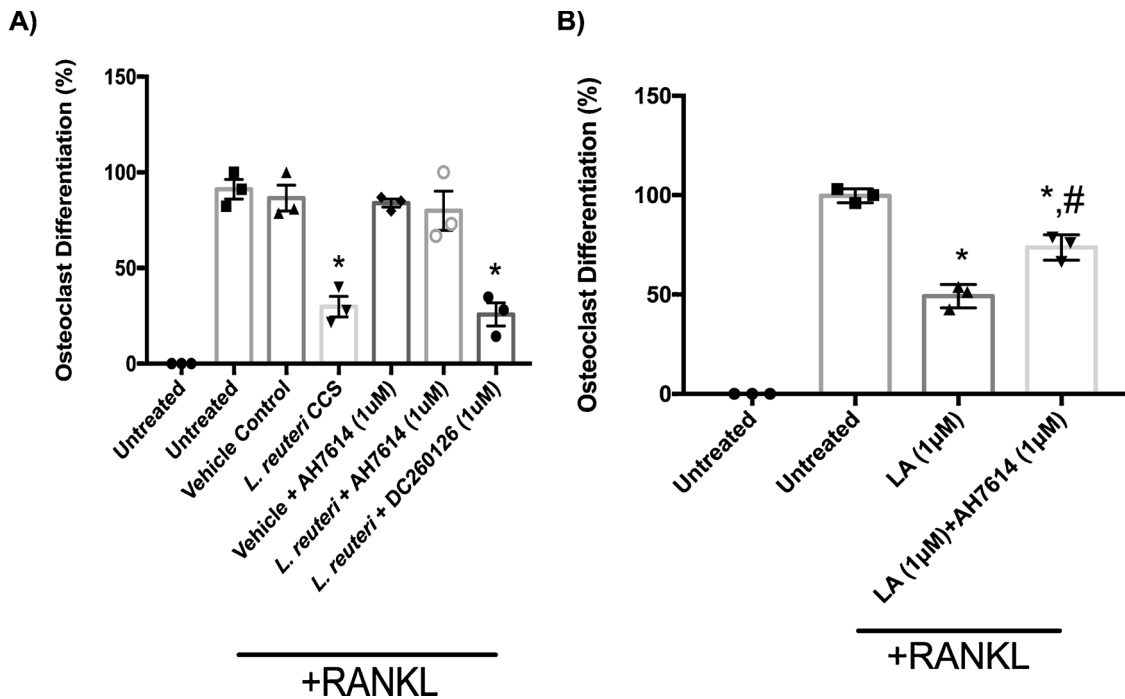 A)
Osteoclast Differentiation (%)
150
100
50
0
*
*
Untreated
Untreated
Vehicle Control
L. reuteri CCS
Vehicle + AH7614 (1uM)
L. reuteri + AH7614 (1uM)
L. reuteri + DC260126 (1uM)
+RANKL
B)
Osteoclast Differentiation (%)
150
100
50
0
*
*,#
Untreated
Untreated
LA (1μM)
LA (1μM)+AH7614 (1μM)
+RANKL